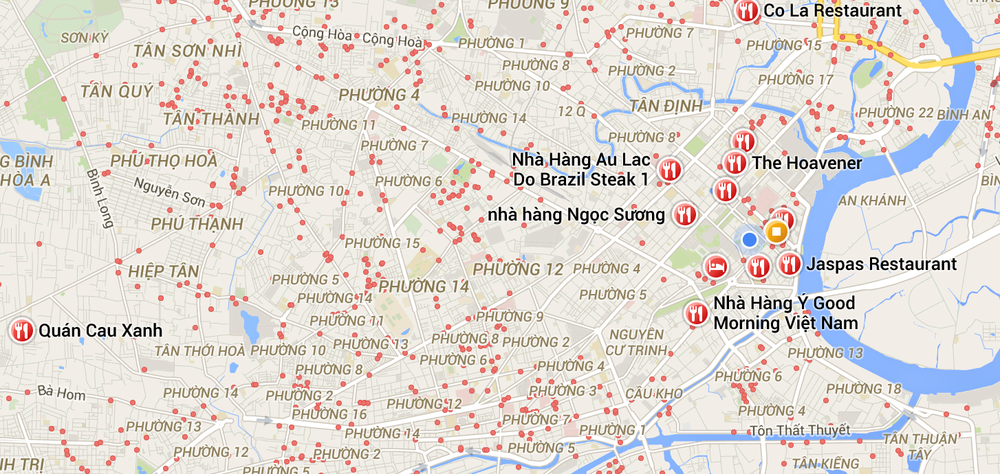 PHƯỜNG 13
PHƯỜNG 9
Co La Restaurant
SƠN KỲ
Cộng Hòa - Cộng Hoà
PHƯỜNG 7
PHƯỜNG 1
PHƯỜNG 15
TÂN SƠN NHÌ
PHƯỜNG 8
PHƯỜNG 2
PHƯỜNG 17
TÂN QUÝ
PHƯỜNG 4
PHƯỜNG 10
TÂN ĐỊNH
12 Q
PHƯỜNG 22
BÌNH AN
TÂN THÀNH
PHƯỜNG 11
PHƯỜNG 14
PHƯỜNG 8
PHƯỜNG 7
G BÌNH
HÒA A
PHÚ THỌ HOÀ
Nhà Hàng Au Lac
Do Brazil Steak 1
The Hoavener
Bình Long
Nguyễn Sơn
PHƯỜNG 10
PHƯỜNG 6
AN KHÁNH
BÌN
PHÚ THẠNH
nhà hàng Ngọc Sương
PHƯỜNG 15
HIỆP TÂN
PHƯỜNG 12
PHƯỜNG 4
Jaspas Restaurant
PHƯỜNG 5
PHƯỜNG 14
PHƯỜNG 14
PHƯỜNG 5
Nhà Hàng Ý Good
Morning Việt Nam
PHƯỜNG 11
PHƯỜNG 9
Quán Cau Xanh
NGUYỄN
CƯ TRINH
PHƯỜNG 8
PHƯỜNG 2
TÂN THỚI HOÀ
PHƯỜNG 10
PHƯỜNG 13
PHƯỜNG 13
PHƯỜNG 8
PHƯỜNG 6
PHƯỜNG 4
PHƯỜNG 6
Bà Hom
PHƯỜNG 14
PHƯỜNG 2
PHƯỜNG 12
PHƯỜNG 3
CẦU KHO
PHƯỜNG 18
PHƯỜNG 16
PHƯỜNG 7
PHƯỜNG 4
PHƯỜNG 13
PHƯỜNG 14
PHƯỜNG 1
Tôn Thất Thuyết
TÂN THUẬN
TÂY
PHƯỜNG 12
PHƯỜNG 2
PHƯỜNG 5
NH TRỊ
PHƯỜNG 5
TÂN KIỂNG